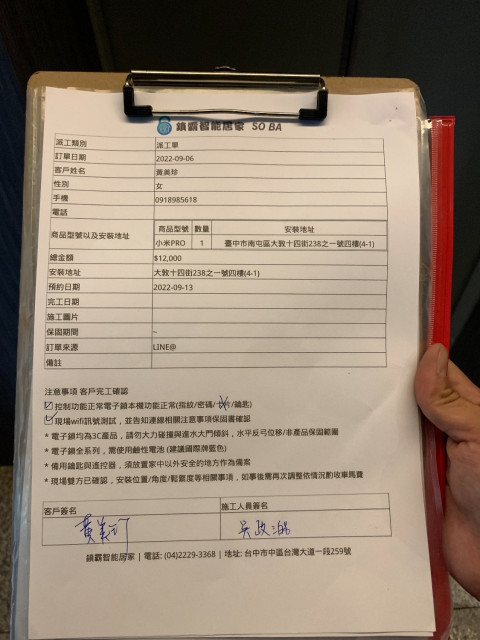 鎖霸智能居家 SOBA
派工類別 派工單
訂單日期 2022-09-06
客戶姓名 黃美珍
性別 女
手機 0918985618
電話
商品型號以及安裝地址 商品型號 數量 安裝地址
小米PRO 1 臺中市南屯區大敦十四街238之一號四樓(4-1)
總金額 $12,000
安裝地址 大敦十四街238之一號四樓(4-1)
預約日期 2022-09-13
完工日期
施工圖片
保固期間 –
訂單來源 LINE@
備註
注意事項 客戶完工確認
控制功能正常電子鎖本機功能正常(指紋/密碼/卡片/鑰匙)
現場wifi訊號測試，並告知連線相關注意事項保固書確認
* 電子鎖均為3C產品，請勿大力碰撞與進水大門傾斜，水平反弓位移/非產品保固範圍
* 電子鎖全系列，需使用鹼性電池 (建議國際牌藍色)
* 備用鑰匙與遙控器，須放置家中以外安全的地方作為備案
* 現場雙方已確認，安裝位置/角度/鬆緊度等相關事項，如事後需再次調整依情況酌收車馬費
客戶簽名 施工人員簽名
黃美珍 吳政
鎖霸智能居家 | 電話: (04)2229-3368 | 地址: 台中市中區台灣大道一段259號